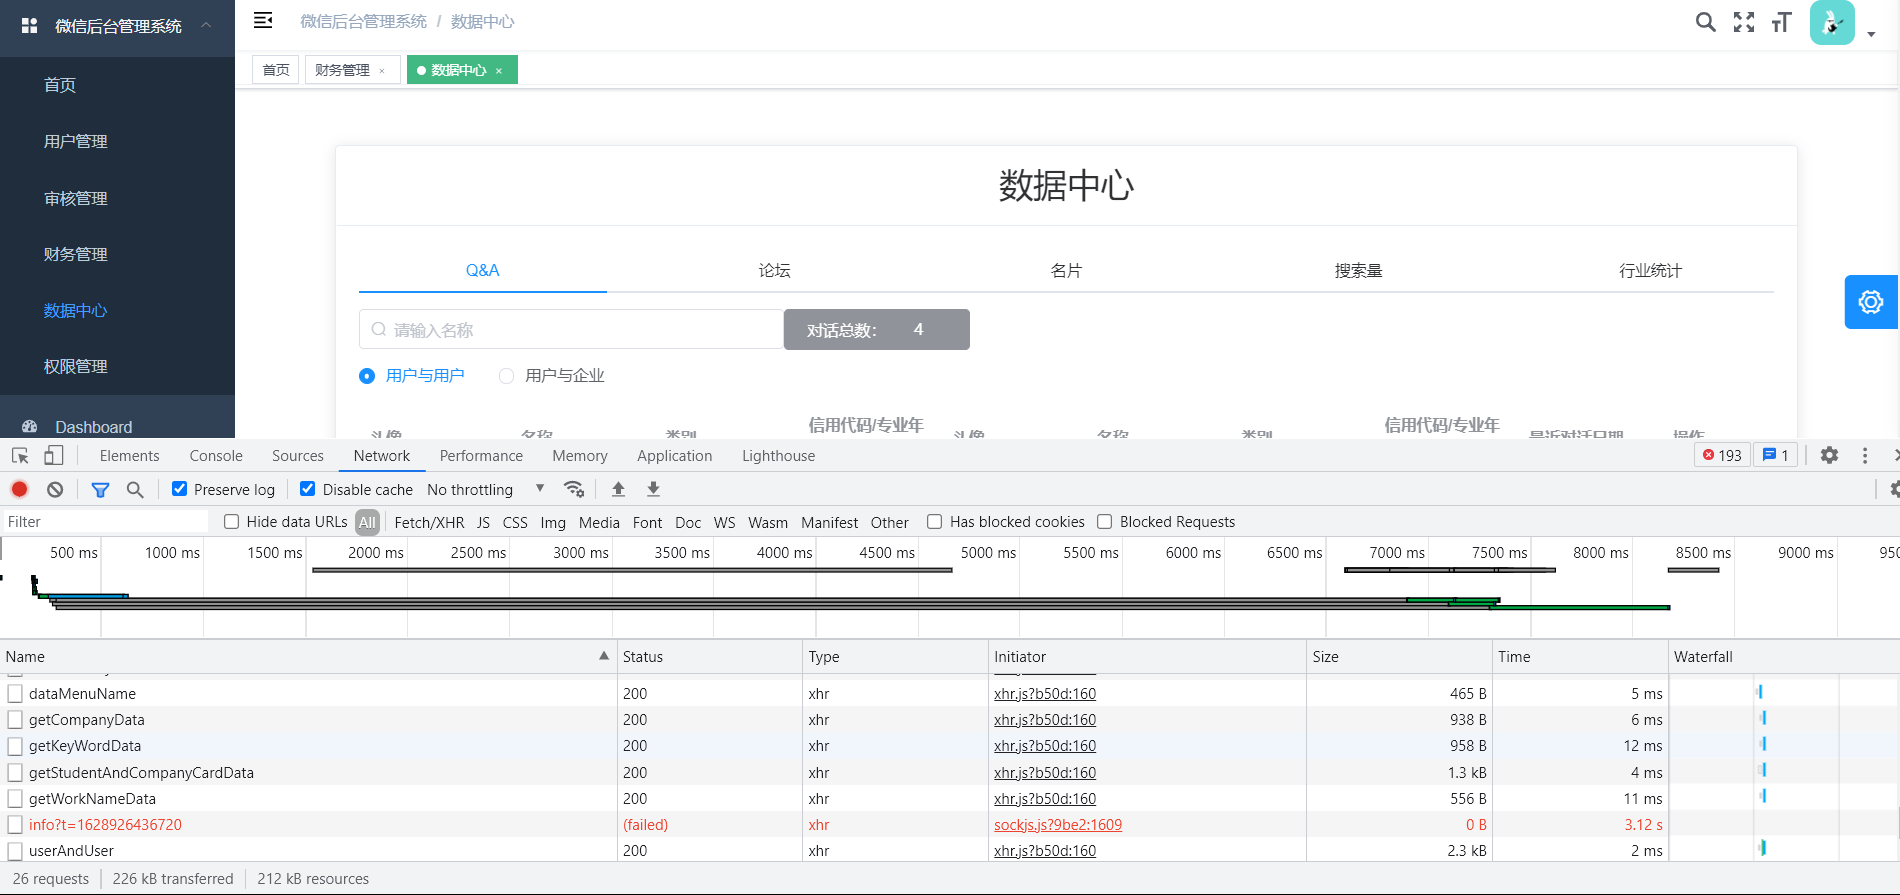 微信后台管理系统
首页
用户管理
审核管理
财务管理
数据中心
权限管理
Dashboard
微信后台管理系统 / 数据中心
首页 财务管理 × 数据中心 ×
数据中心
Q&A 论坛 名片 搜索量 行业统计
请输入名称 对话总数： 4
用户与用户 用户与企业
头像 名称 类别 信用代码/专业年 头像 名称 类别 信用代码/专业年 最近对话日期 操作
Elements Console Sources Network Performance Memory Application Lighthouse 193 1
Preserve log Disable cache No throttling
Filter Hide data URLs All Fetch/XHR JS CSS Img Media Font Doc WS Wasm Manifest Other Has blocked cookies Blocked Requests
500 ms 1000 ms 1500 ms 2000 ms 2500 ms 3000 ms 3500 ms 4000 ms 4500 ms 5000 ms 5500 ms 6000 ms 6500 ms 7000 ms 7500 ms 8000 ms 8500 ms 9000 ms 950
Name Status Type Initiator Size Time Waterfall
dataMenuName 200 xhr xhr.js?b50d:160 465 B 5 ms
getCompanyData 200 xhr xhr.js?b50d:160 938 B 6 ms
getKeyWordData 200 xhr xhr.js?b50d:160 958 B 12 ms
getStudentAndCompanyCardData 200 xhr xhr.js?b50d:160 1.3 kB 4 ms
getWorkNameData 200 xhr xhr.js?b50d:160 556 B 11 ms
info?t=1628926436720 (failed) xhr sockjs.js?9be2:1609 0 B 3.12 s
userAndUser 200 xhr xhr.js?b50d:160 2.3 kB 2 ms
26 requests 226 kB transferred 212 kB resources